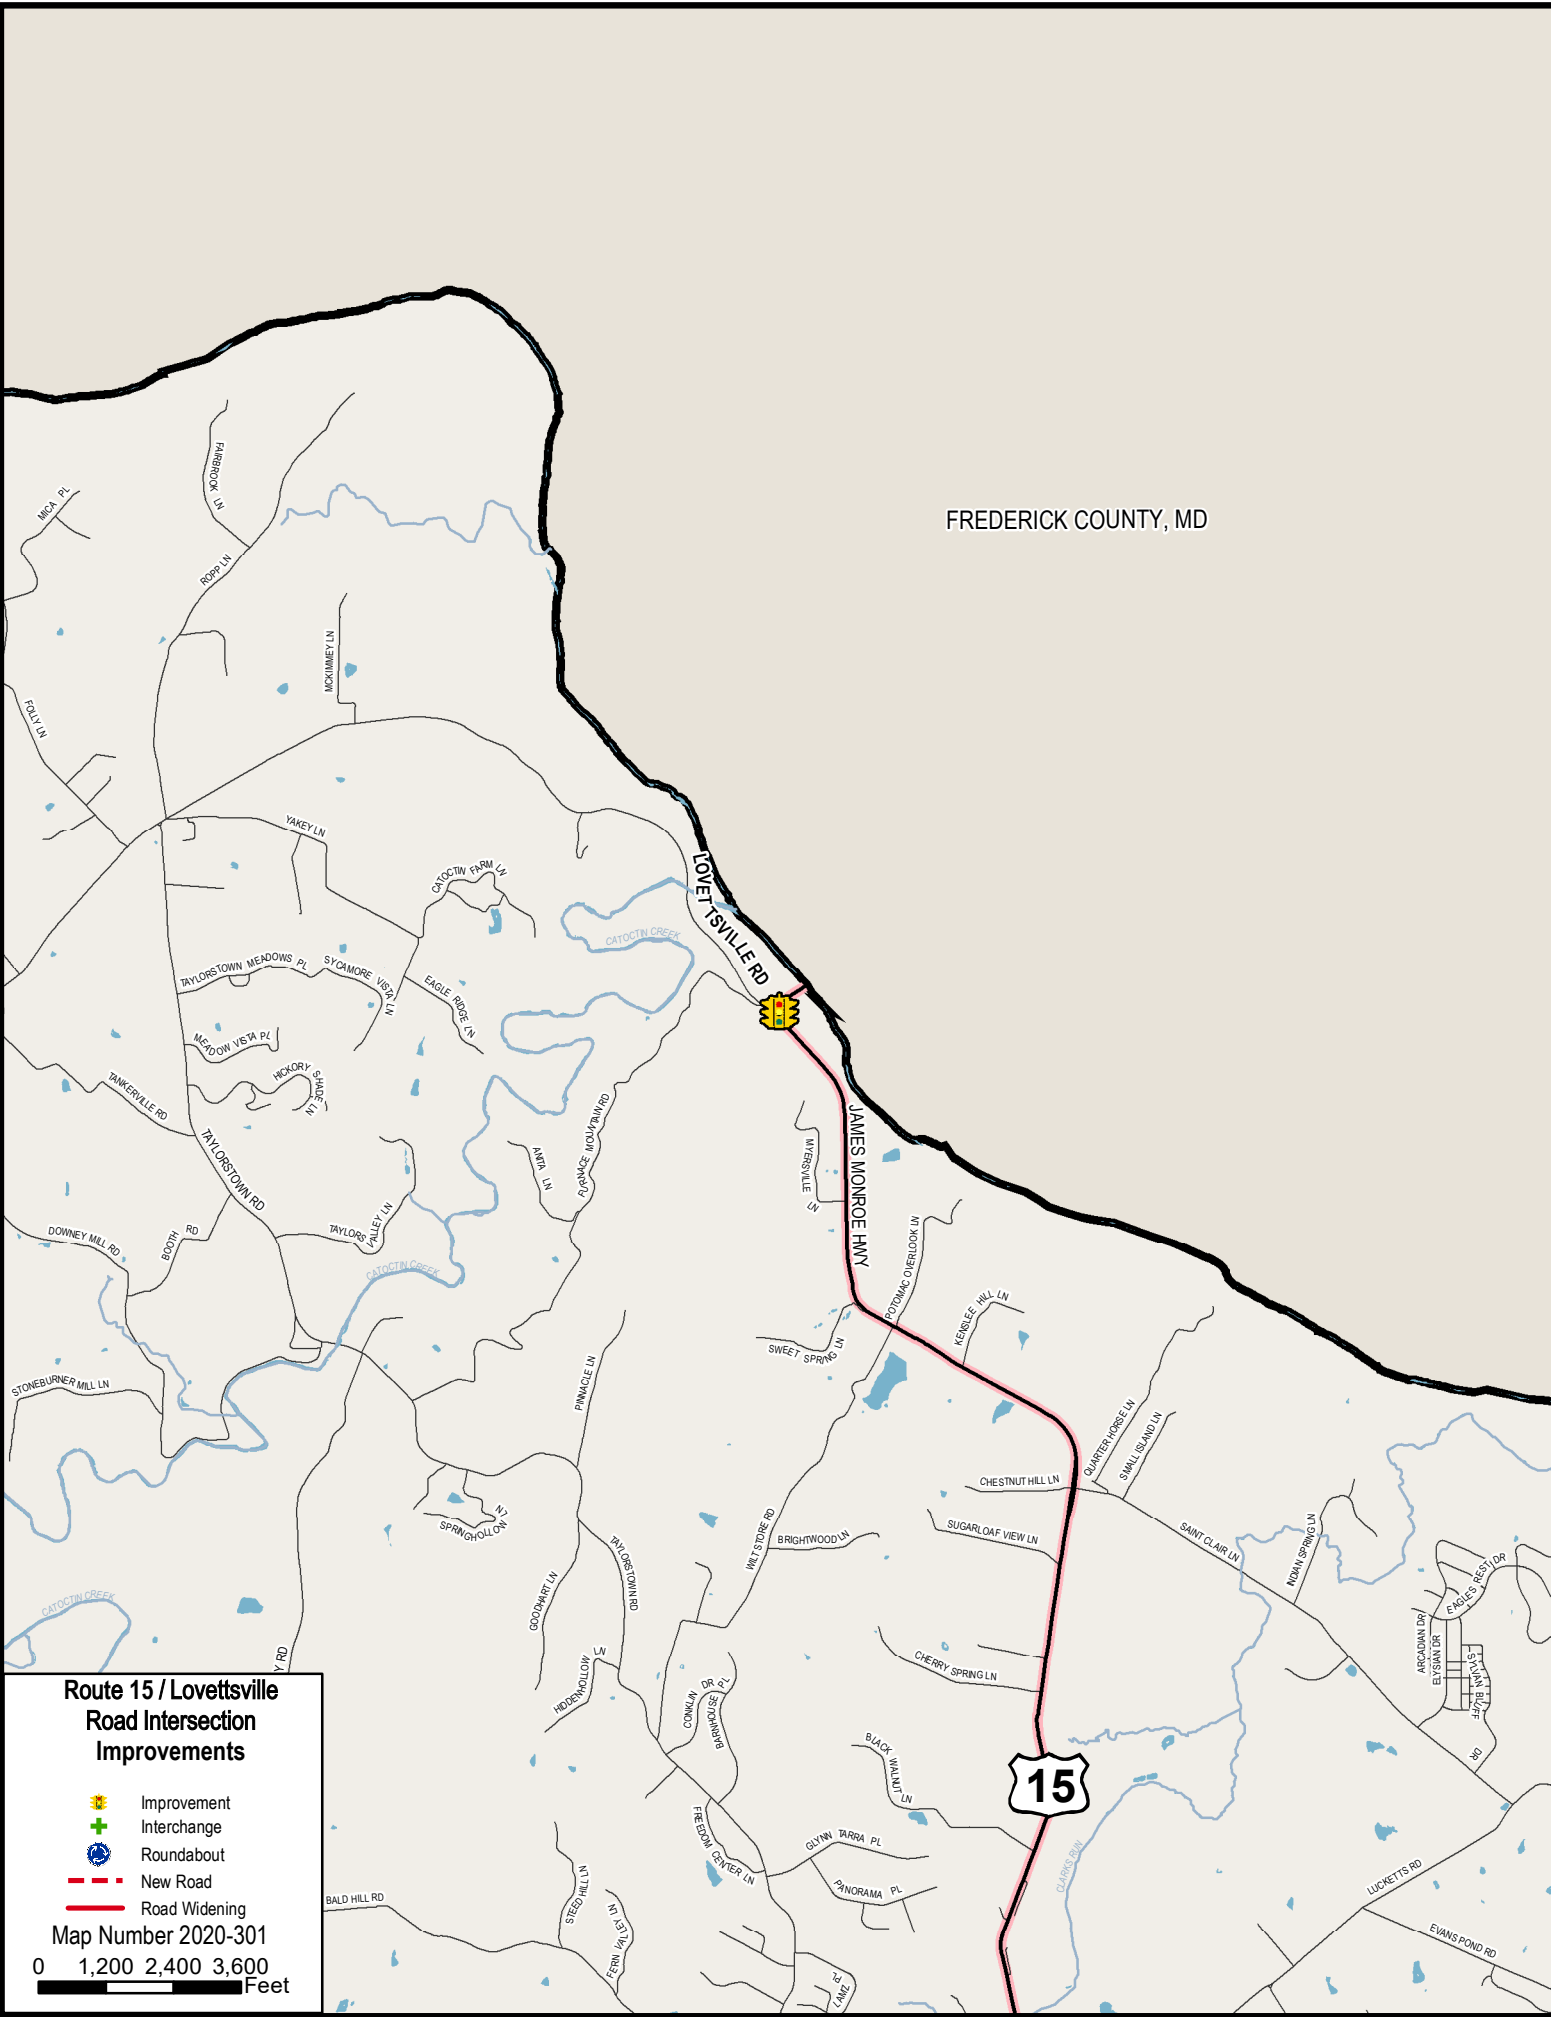 FREDERICK COUNTY, MD
FAIRBROOK LN
MICA PL
ROPP LN
MCKIMMEY LN
FOLLY LN
YAKEY LN
CATOCTIN FARM LN
LOVETTSVILLE RD
CATOCTIN CREEK
TAYLORSTOWN MEADOWS PL
SYCAMORE VISTA LN
EAGLE RIDGE LN
MEADOW VISTA PL
HICKORY SHADE LN
TANKERVILLE RD
TAYLORSTOWN RD
FURNACE MOUNTAIN RD
ANITA LN
MYERSVILLE LN
JAMES MONROE HWY
DOWNEY MILL RD
BOOTH RD
TAYLORS VALLEY LN
CATOCTIN CREEK
POTOMAC OVERLOOK LN
KENSLEE HILL LN
SWEET SPRING LN
STONEBURNER MILL LN
PINNACLE LN
QUARTER HORSE LN
SMALL ISLAND LN
CHESTNUT HILL LN
SPRINGHOLLOW LN
WILT STORE RD
BRIGHTWOOD LN
SUGARLOAF VIEW LN
SAINT CLAIR LN
INDIAN SPRING LN
EAGLES REST DR
TAYLORSTOWN RD
GOODHART LN
CATOCTIN CREEK
ARCADIAN DR
ELYSIAN DR
SYLVAN BLUFF DR
CHERRY SPRING LN
HIDDENHOLLOW LN
CONKLIN DR
BARNHOUSE PL
Y RD
BLACK WALNUT LN
15
FREEDOM CENTER LN
GLYNN TARRA PL
PANORAMA PL
CLARKS RUN
LUCKETTS RD
EVANS POND RD
STEED HILL LN
BALD HILL RD
FERN VALLEY LN
LAMZ PL
Route 15 / Lovettsville
Road Intersection
Improvements
Improvement
Interchange
Roundabout
New Road
Road Widening
Map Number 2020-301
0 1,200 2,400 3,600
Feet